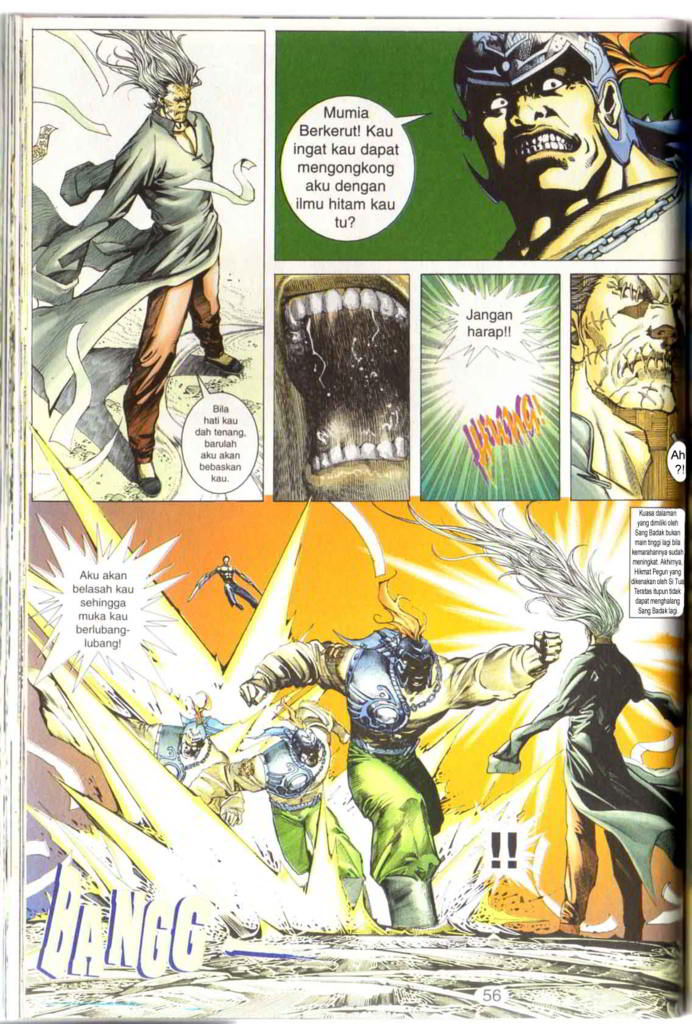 Mumia
Berkerut! Kau
ingat kau dapat
mengongkong
aku dengan
ilmu hitam kau
tu?
Bila
hati kau
dah tenang,
barulah
aku akan
bebaskan
kau.
Jangan
harap!!
Ah
?!
Kuasa dalaman
yang dimiliki oleh
Sang Badak bukan
main tinggi lagi bila
kemarahannya sudah
meningkat. Akhirnya,
Hikmat Pegun yang
dikenakan oleh Si Tua
Teratas itupun tidak
dapat menghalang
Sang Badak lagi
Aku akan
belasah kau
sehingga
muka kau
berlubang-
lubang!
!!
BANGG
56